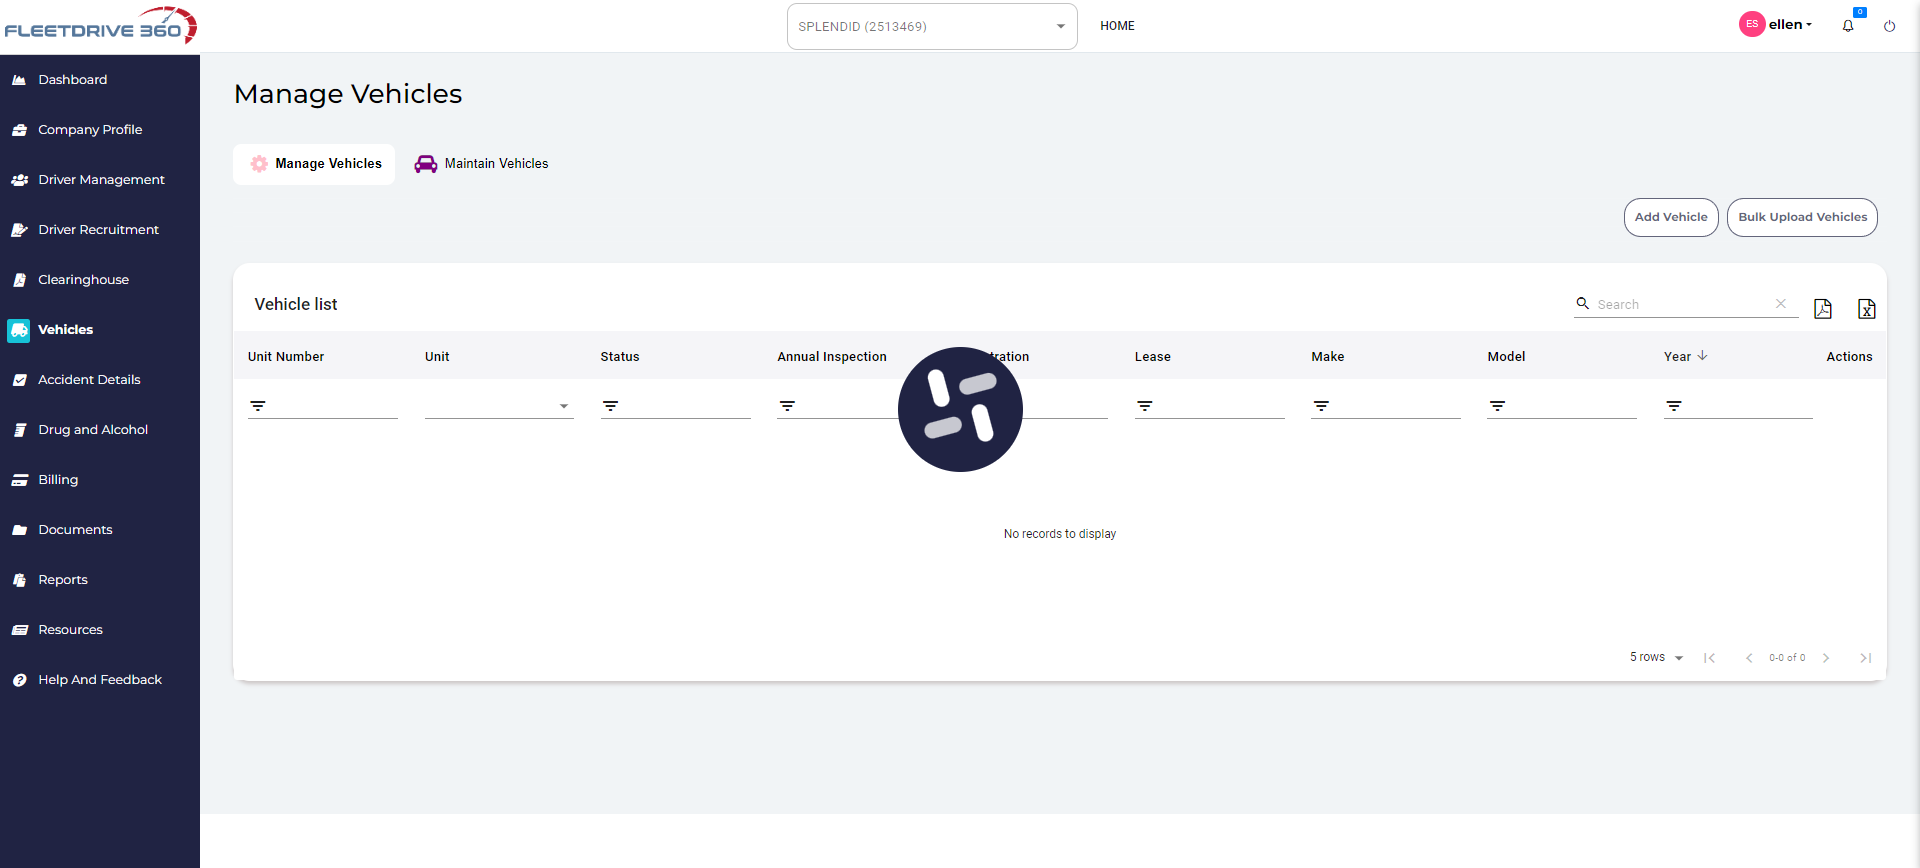 FLEETDRIVE 360
SPLENDID (2513469)
HOME
ES
ellen
0
Dashboard
Company Profile
Driver Management
Driver Recruitment
Clearinghouse
Vehicles
Accident Details
Drug and Alcohol
Billing
Documents
Reports
Resources
Help And Feedback
Manage Vehicles
Manage Vehicles
Maintain Vehicles
Add Vehicle
Bulk Upload Vehicles
Vehicle list
Search
Unit Number Unit Status Annual Inspection tration Lease Make Model Year Actions
No records to display
5 rows
0-0 of 0